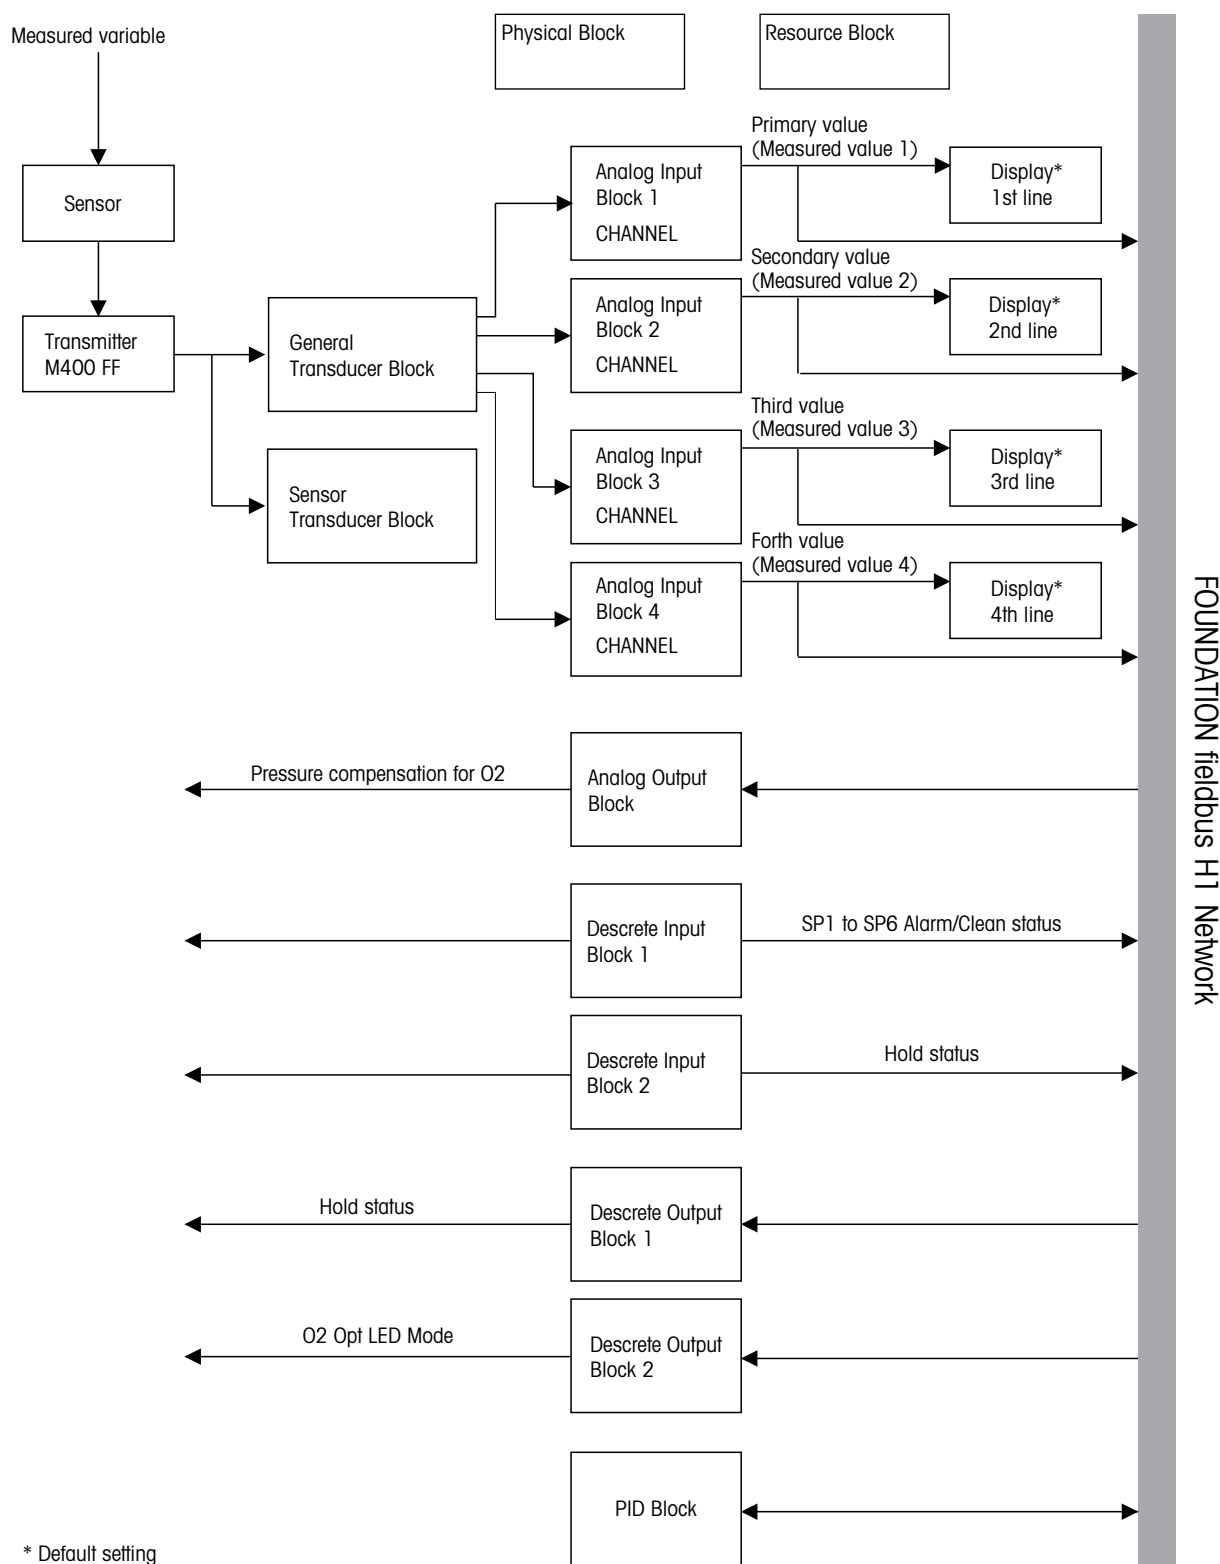 Measured variable
Physical Block
Resource Block
Sensor
Transmitter
M400 FF
General
Transducer Block
Sensor
Transducer Block
Analog Input
Block 1
CHANNEL
Primary value
(Measured value 1)
Display*
1st line
Analog Input
Block 2
CHANNEL
Secondary value
(Measured value 2)
Display*
2nd line
Analog Input
Block 3
CHANNEL
Third value
(Measured value 3)
Display*
3rd line
Analog Input
Block 4
CHANNEL
Forth value
(Measured value 4)
Display*
4th line
Pressure compensation for O2
Analog Output
Block
Descrete Input
Block 1
SP1 to SP6 Alarm/Clean status
Descrete Input
Block 2
Hold status
Hold status
Descrete Output
Block 1
O2 Opt LED Mode
Descrete Output
Block 2
PID Block
FOUNDATION fieldbus H1 Network
* Default setting